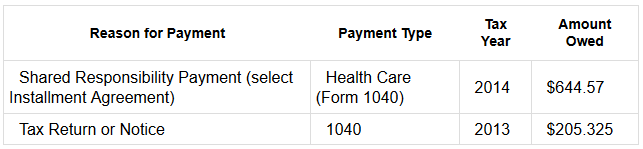 Reason for Payment Payment Type Tax Year Amount Owed
Shared Responsibility Payment (select Installment Agreement) Health Care (Form 1040) 2014 $644.57
Tax Return or Notice 1040 2013 $205.325